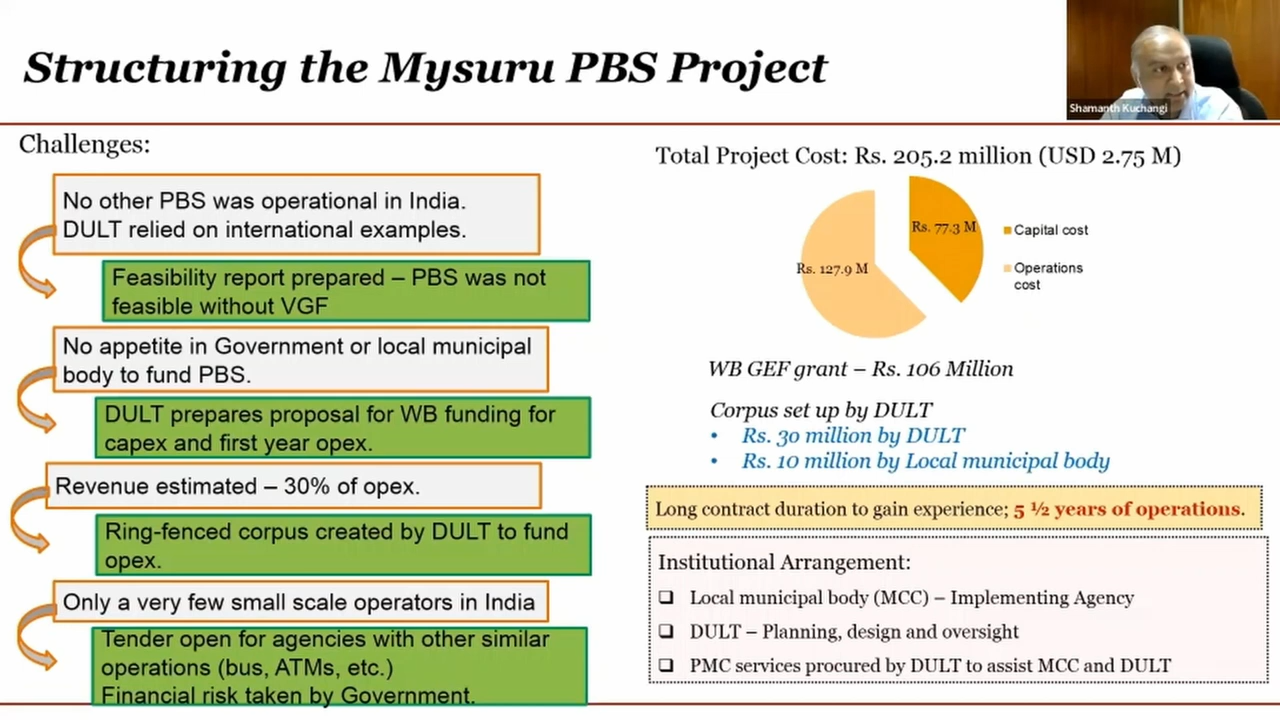 Structuring the Mysuru PBS Project
Shamanth Kuchangi
Challenges:
No other PBS was operational in India.
DULT relied on international examples.
Feasibility report prepared – PBS was not
feasible without VGF
No appetite in Government or local municipal
body to fund PBS.
DULT prepares proposal for WB funding for
capex and first year opex.
Revenue estimated – 30% of opex.
Ring-fenced corpus created by DULT to fund
opex.
Only a very few small scale operators in India
Tender open for agencies with other similar
operations (bus, ATMs, etc.)
Financial risk taken by Government.
Total Project Cost: Rs. 205.2 million (USD 2.75 M)
Rs. 77.3 M
Rs. 127.9 M
Capital cost
Operations
cost
WB GEF grant – Rs. 106 Million
Corpus set up by DULT
• Rs. 30 million by DULT
• Rs. 10 million by Local municipal body
Long contract duration to gain experience; 5 ½ years of operations.
Institutional Arrangement:
❑ Local municipal body (MCC) – Implementing Agency
❑ DULT – Planning, design and oversight
❑ PMC services procured by DULT to assist MCC and DULT